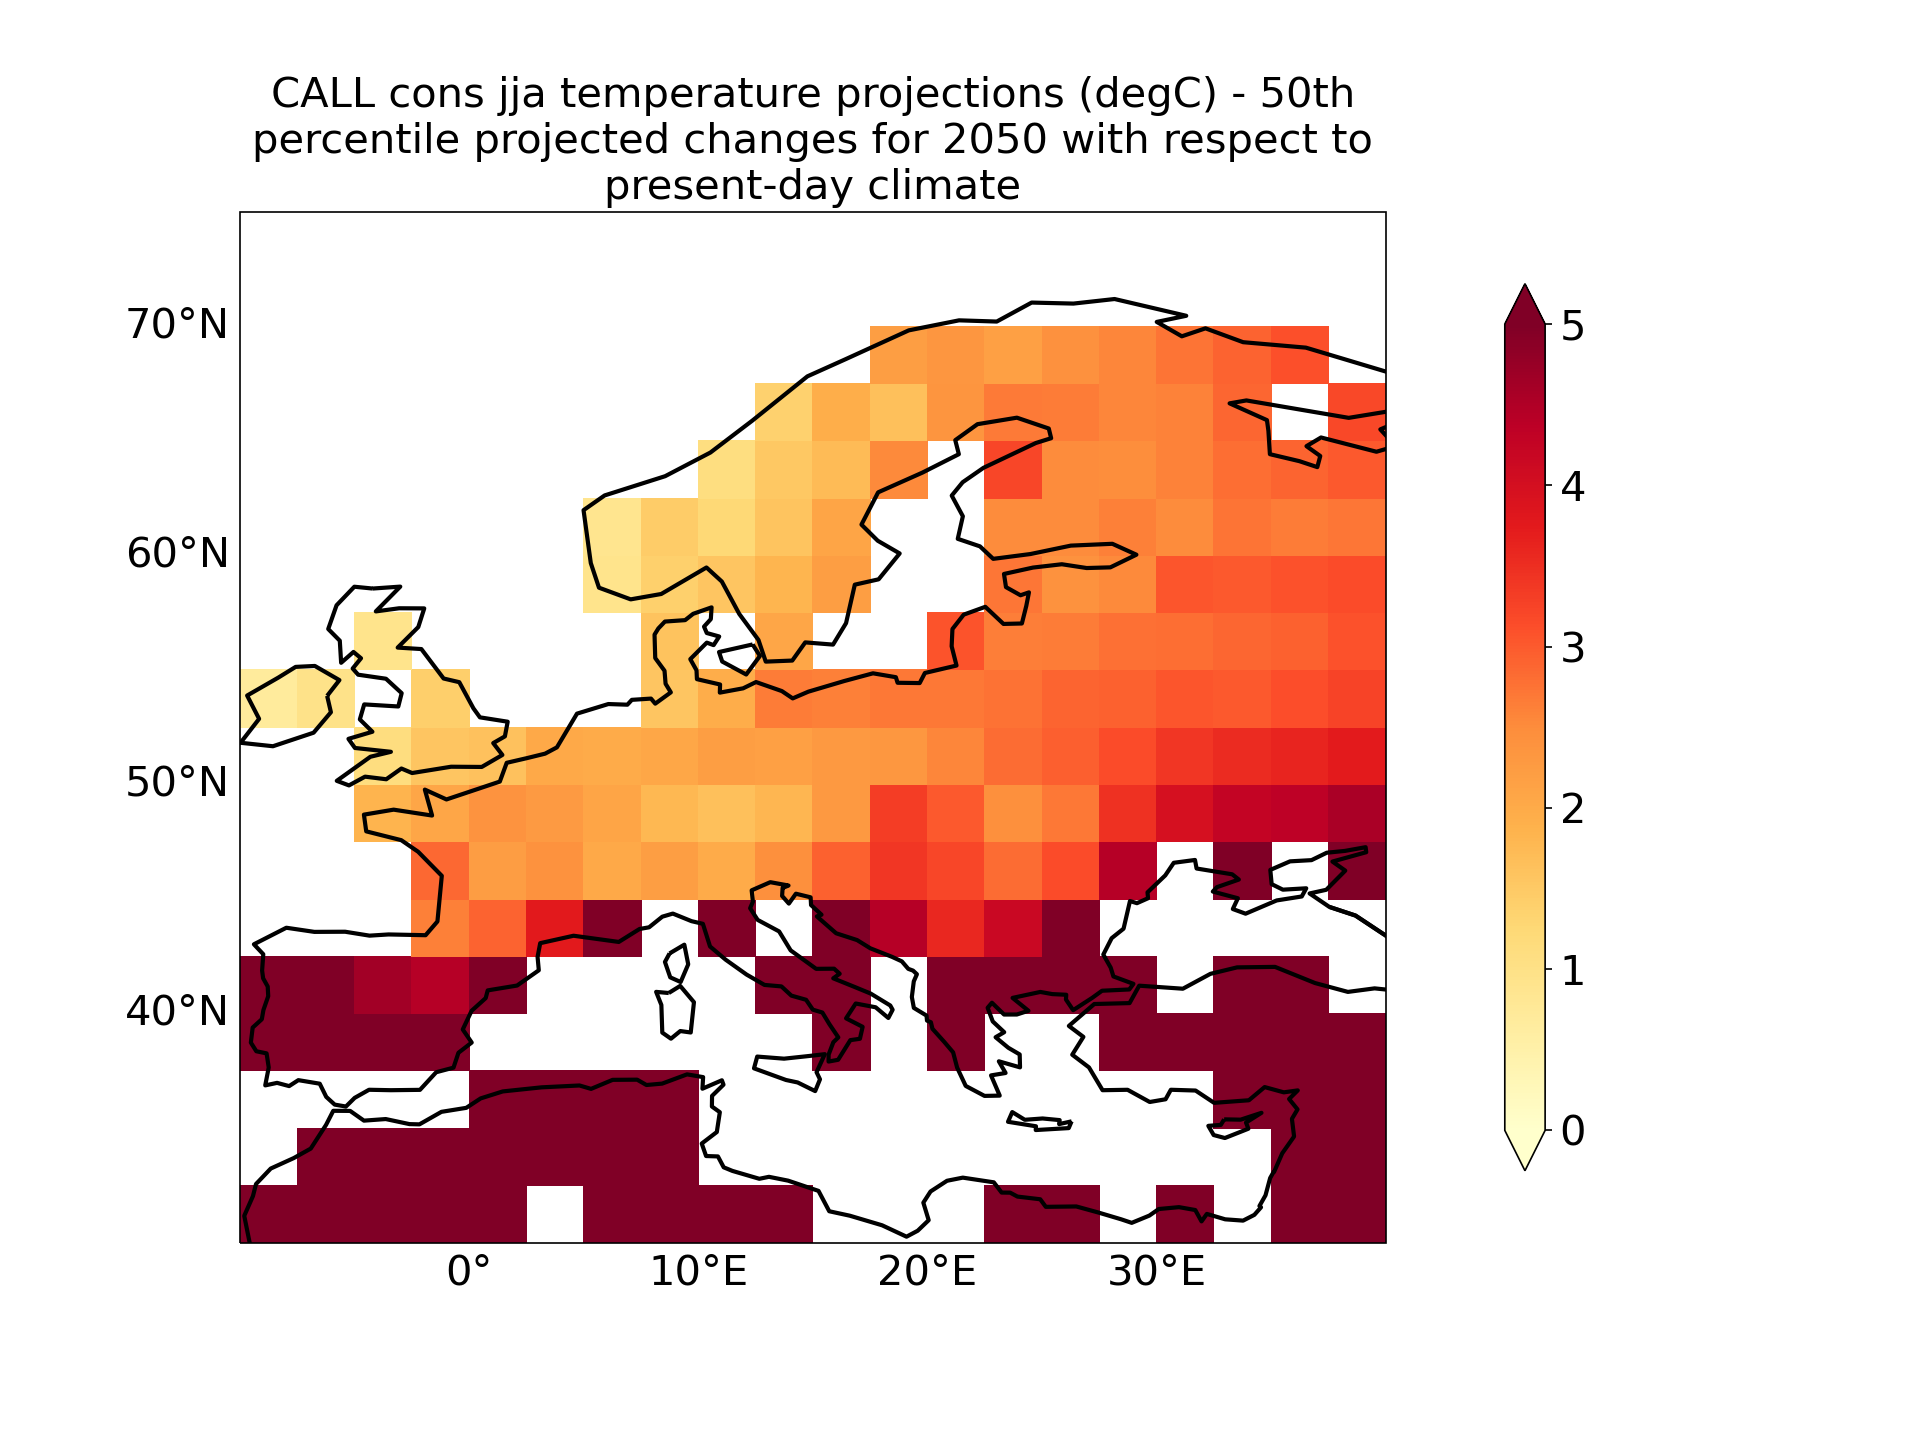 CALL cons jja temperature projections (degC) - 50th
percentile projected changes for 2050 with respect to
present-day climate
70°N
60°N
50°N
40°N
0°
10°E
20°E
30°E
5
4
3
2
1
0